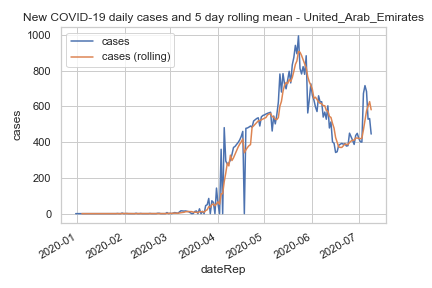 New COVID-19 daily cases and 5 day rolling mean - United_Arab_Emirates
cases
cases (rolling)
1000
800
600
400
200
0
cases
2020-01
2020-02
2020-03
2020-04
2020-05
2020-06
2020-07
dateRep